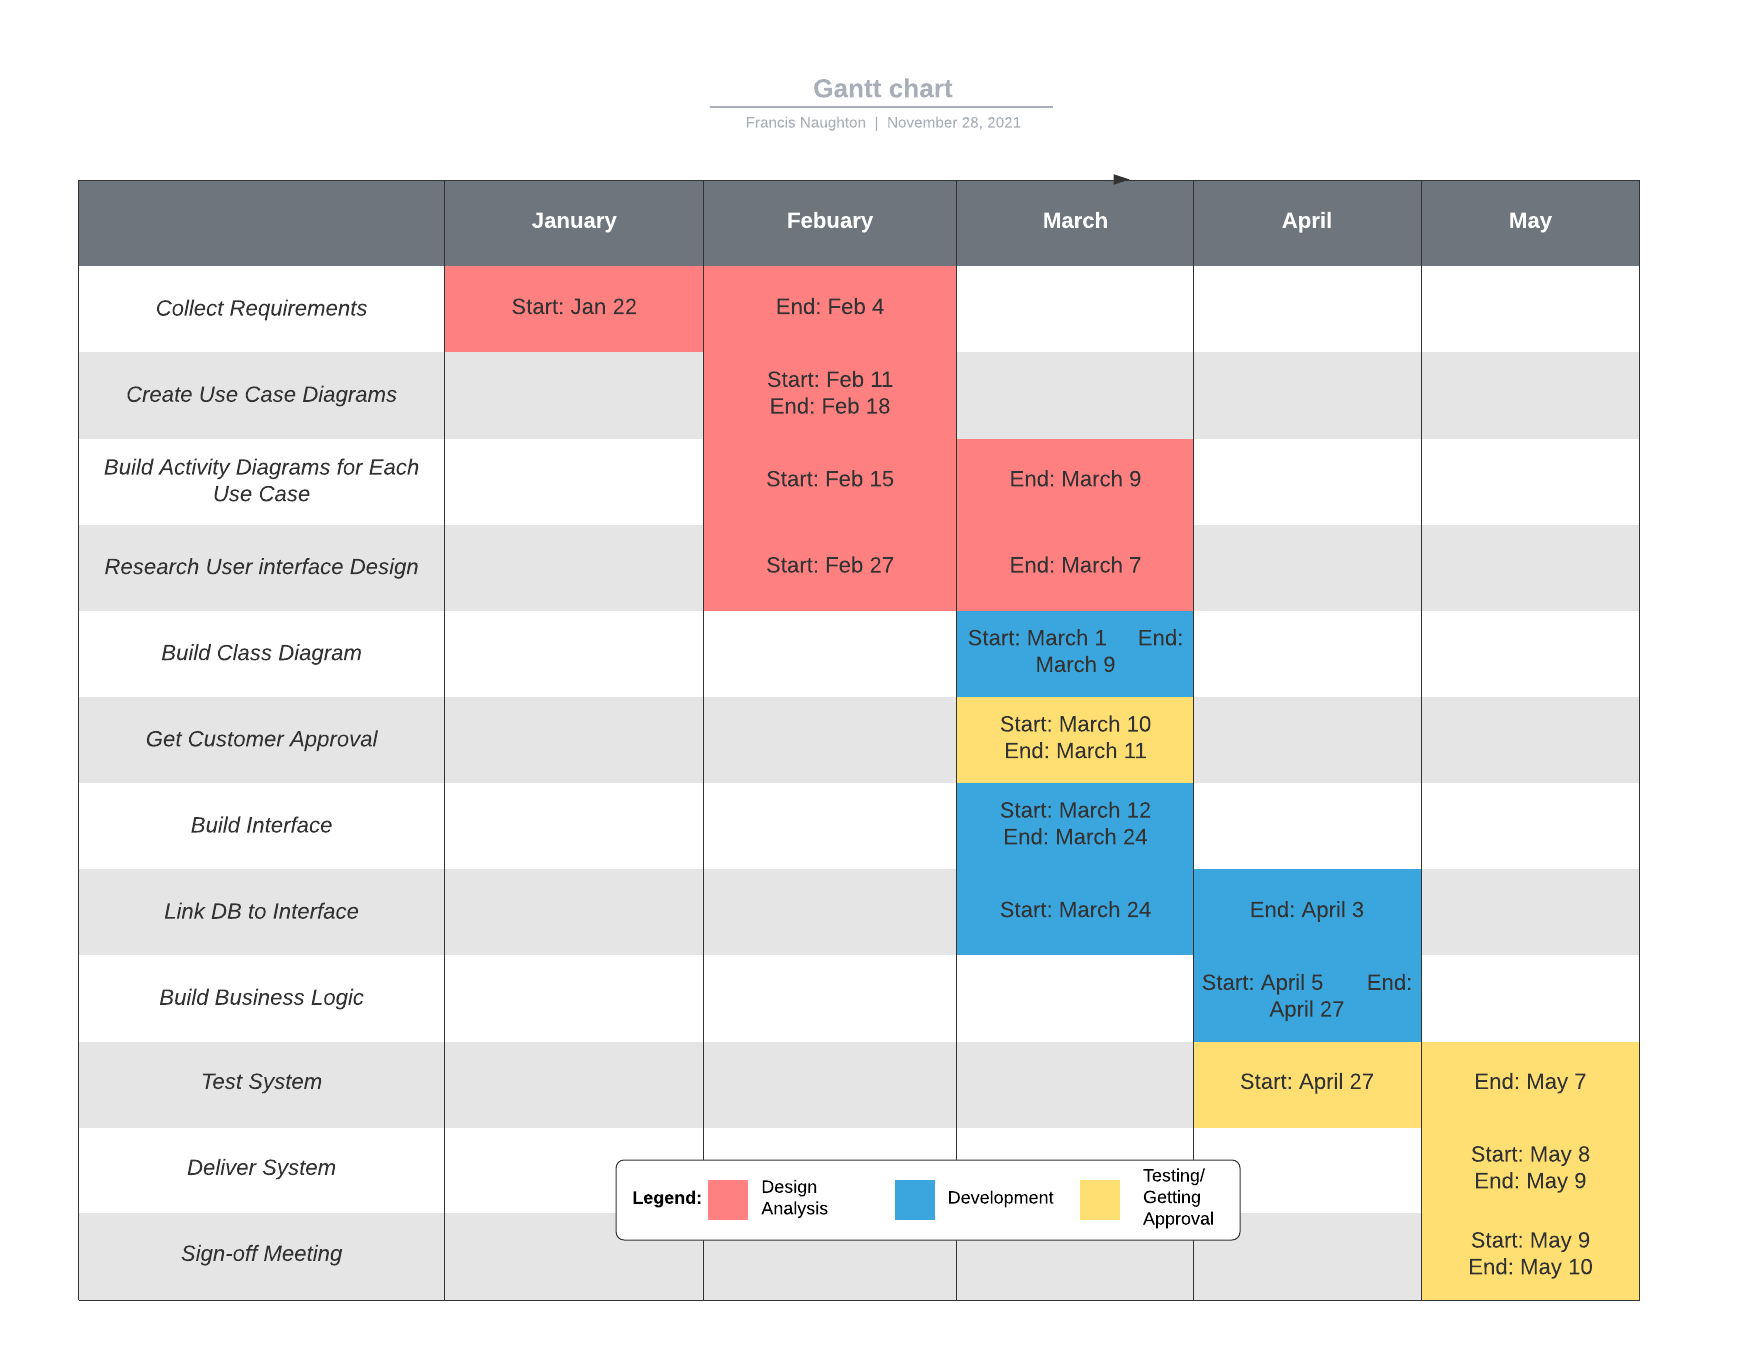 Gantt chart
Francis Naughton | November 28, 2021
January
Febuary
March
April
May
Collect Requirements
Start: Jan 22
End: Feb 4
Create Use Case Diagrams
Start: Feb 11
End: Feb 18
Build Activity Diagrams for Each
Use Case
Start: Feb 15
End: March 9
Research User interface Design
Start: Feb 27
End: March 7
Build Class Diagram
Start: March 1 End:
March 9
Get Customer Approval
Start: March 10
End: March 11
Build Interface
Start: March 12
End: March 24
Link DB to Interface
Start: March 24
End: April 3
Build Business Logic
Start: April 5 End:
April 27
Test System
Start: April 27
End: May 7
Deliver System
Start: May 8
End: May 9
Sign-off Meeting
Start: May 9
End: May 10
Legend:
Design
Analysis
Development
Testing/
Getting
Approval